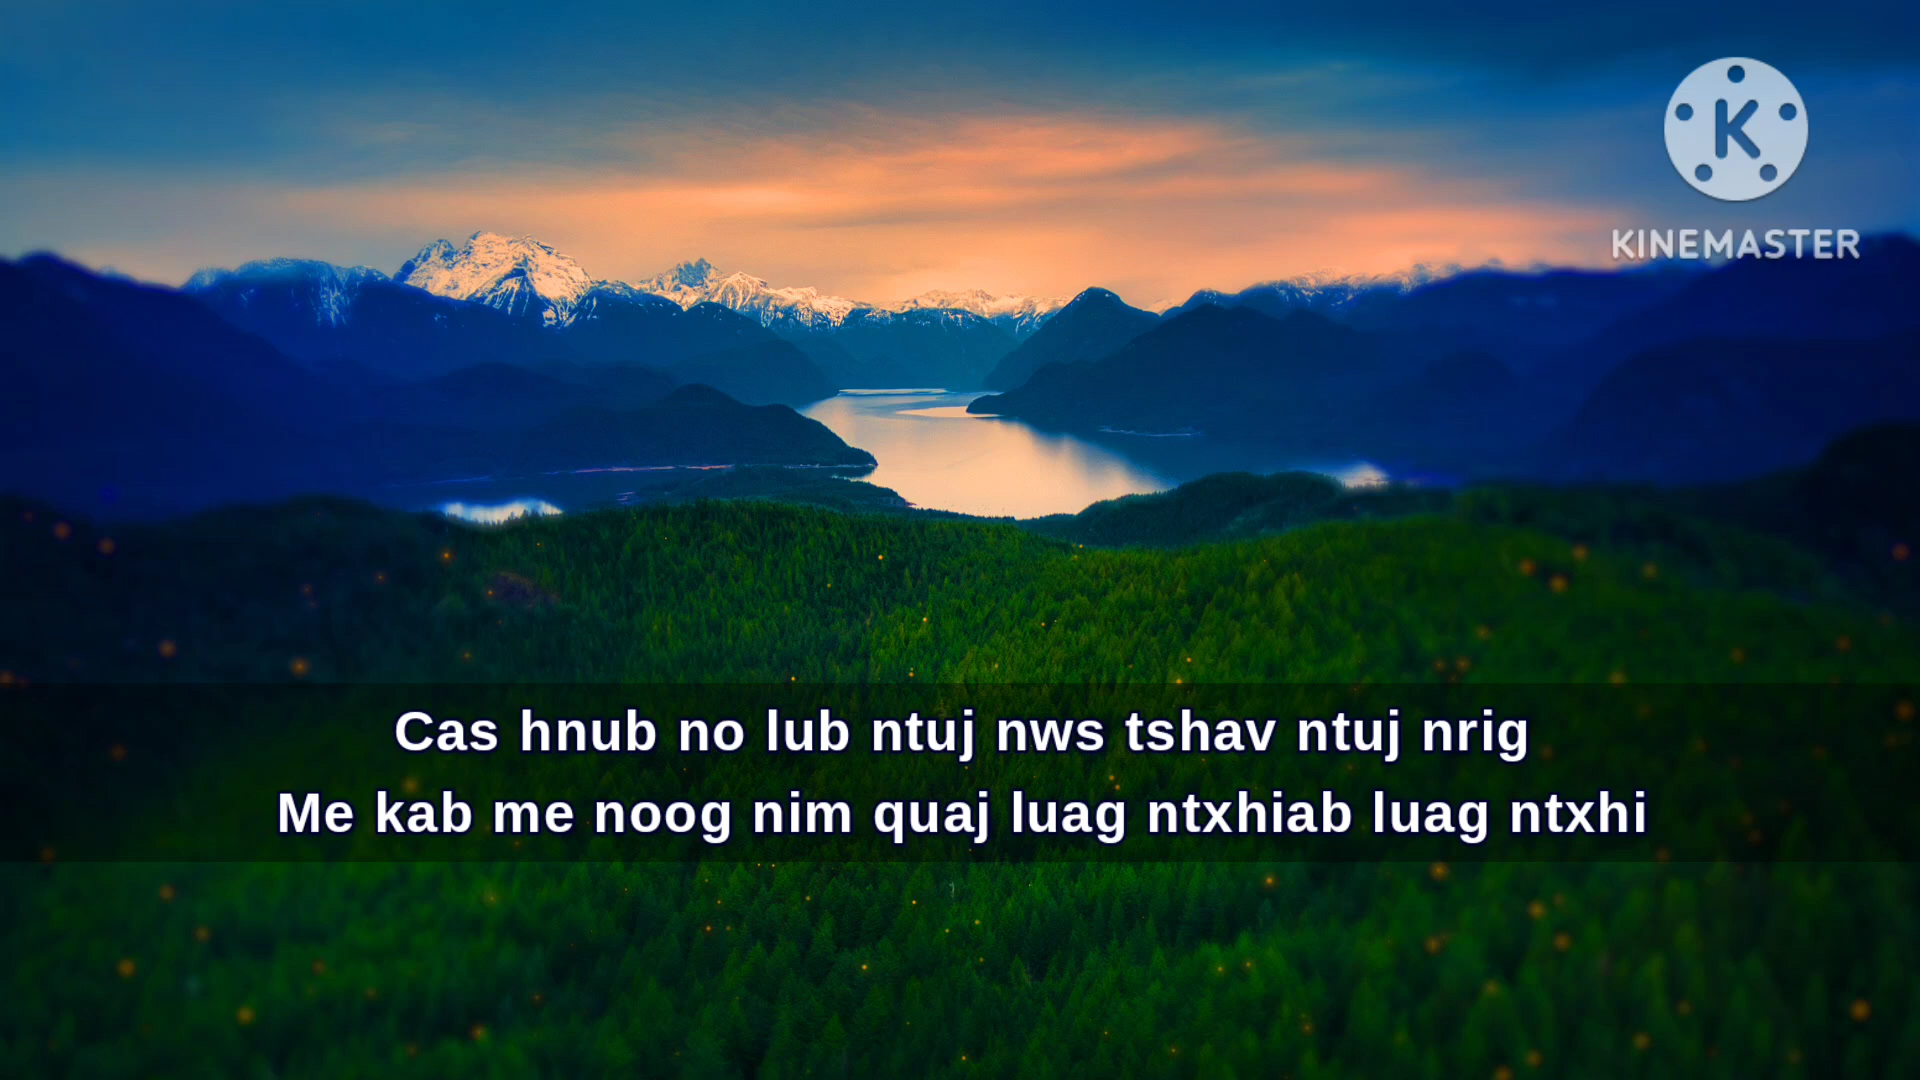 K
KINEMASTER
Cas hnub no lub ntuj nws tshav ntuj nrig
Me kab me noog nim quaj luag ntxhiab luag ntxhi